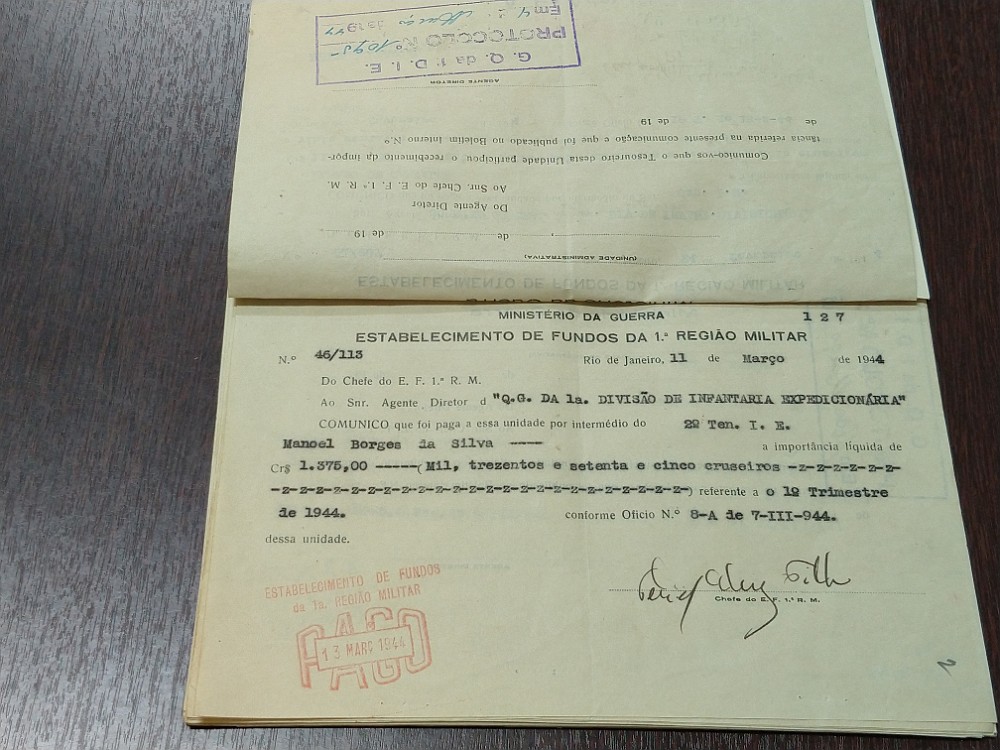 G. Q. da 1ª D. I. E.
PROTOCOLO Nº 1095
Em 4 de Março de 1944
AGENTE DIRETOR
de 19
tância referida na presente comunicação e que foi publicado no Boletim Interno N.º
Comunico-vos que o Tesoureiro desta Unidade, participou o recebimento da impor-
Ao Snr. Chefe do E. F. 1.ª R. M.
Do Agente Diretor
de de 19
(UNIDADE ADMINISTRATIVA)
MINISTÉRIO DA GUERRA 127
ESTABELECIMENTO DE FUNDOS DA 1.ª REGIÃO MILITAR
N.º 46/113 Rio de Janeiro, 11 de Março de 1944
Do Chefe do E. F. 1.ª R. M.
Ao Snr. Agente Diretor d "Q.G. DA 1a. DIVISÃO DE INFANTARIA EXPEDICIONÁRIA"
COMUNICO que foi paga a essa unidade por intermédio do 2º Ten. I. E.
Manoel Borges da Silva ---- a importância líquida de
Cr$ 1.375,00 -----(Mil, trezentos e setenta e cinco cruseiros -z-z-z-z-z-z-
-z-z-z-z-z-z-z-z-z-z-z-z-z-z-z-z-z-z-z-z-z-z-z-z-) referente a o 1º Trimestre
de 1944. conforme Oficio N.º 8-A de 7-III-944.
dessa unidade.
Chefe do E. F. 1.ª R. M.
ESTABELECIMENTO DE FUNDOS
da 1a. REGIÃO MILITAR
PAGO
13 MARÇ 1944
2